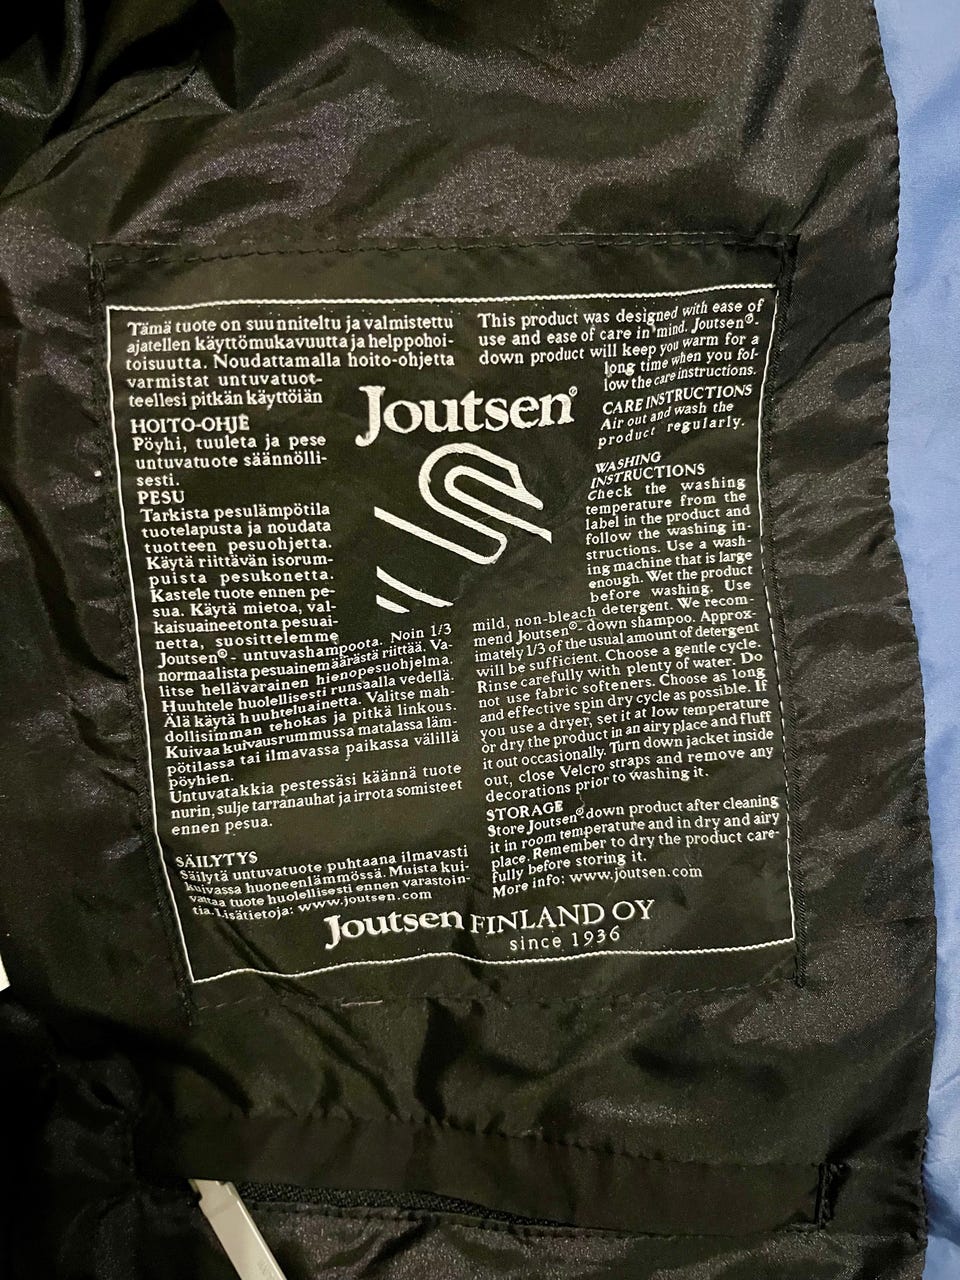 Tämä tuote on suunniteltu ja valmistettu
ajatellen käyttömukavuutta ja helppohoi-
toisuutta. Noudattamalla hoito-ohjetta
varmistat untuvatuot-
teellesi pitkän käyttöiän
HOITO-OHJE
Pöyhi, tuuleta ja pese
untuvatuote säännölli-
sesti.
PESU
Tarkista pesulämpötila
tuotelapusta ja noudata
tuotteen pesuohjetta.
Käytä riittävän isorum-
puista pesukonetta.
Kastele tuote ennen pe-
sua. Käytä mietoa, val-
kaisuaineetonta pesuai-
netta, suosittelemme
Joutsen®- untuvashampoota. Noin 1/3
normaalista pesuainemäärästä riittää. Va-
litse hellävarainen hienopesuohjelma.
Huuhtele huolellisesti runsaalla vedellä.
Älä käytä huuhteluainetta. Valitse mah-
dollisimman tehokas ja pitkä linkous.
Kuivaa kuivausrummussa matalassa läm-
pötilassa tai ilmavassa paikassa välillä
pöyhien.
Untuvatakkia pestessäsi käännä tuote
nurin, sulje tarranauhat ja irrota somisteet
ennen pesua.
SÄILYTYS
Säilytä untuvatuote puhtaana ilmavasti
kuivassa huoneenlämmössä. Muista kui-
vattaa tuote huolellisesti ennen varastoin-
tia. Lisätietoja: www.joutsen.com
Joutsen®
This product was designed with ease of
use and ease of care in mind. Joutsen®-
down product will keep you warm for a
long time when you fol-
low the care instructions.
CARE INSTRUCTIONS
Air out and wash the
product regularly.
WASHING
INSTRUCTIONS
Check the washing
temperature from the
label in the product and
follow the washing in-
structions. Use a wash-
ing machine that is large
enough. Wet the product
before washing. Use
mild, non-bleach detergent. We recom-
mend Joutsen®- down shampoo. Approx-
imately 1/3 of the usual amount of detergent
will be sufficient. Choose a gentle cycle.
Rinse carefully with plenty of water. Do
not use fabric softeners. Choose as long
and effective spin dry cycle as possible. If
you use a dryer, set it at low temperature
or dry the product in an airy place and fluff
it out occasionally. Turn down jacket inside
out, close Velcro straps and remove any
decorations prior to washing it.
STORAGE
Store Joutsen® down product after cleaning
it in room temperature and in dry and airy
place. Remember to dry the product care-
fully before storing it.
More info: www.joutsen.com
Joutsen FINLAND OY
since 1936